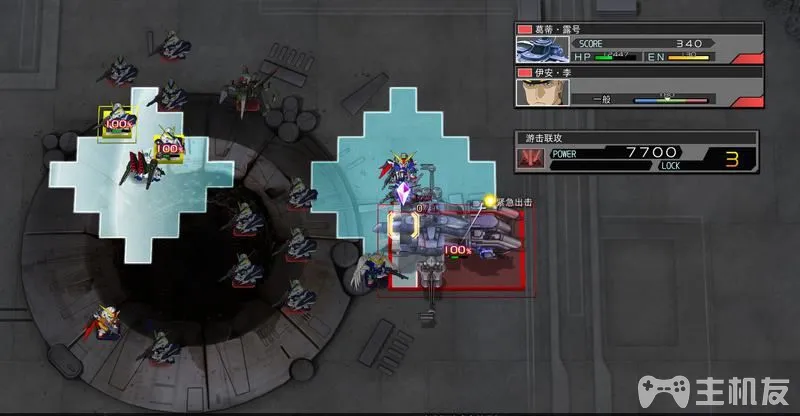 葛蒂·露号
SCORE 340
HP EN
伊安·李
一般
游击联攻
POWER 7700
LOCK 3
100%
100%
紧急出击
100%
主机友